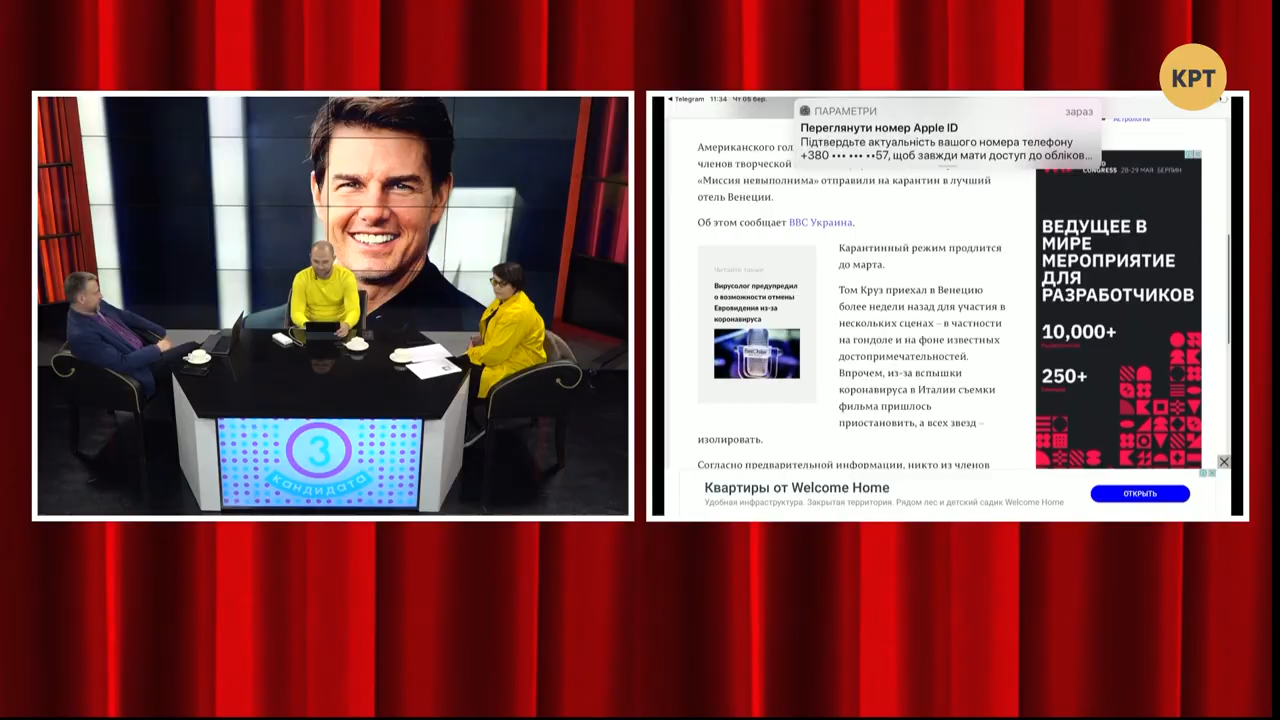 КРТ
3
кандидата
Telegram 11:34 Чт 05 бер.
ПАРАМЕТРИ зараз
Переглянути номер Apple ID
Підтвердьте актуальність вашого номера телефону
+380 ••• ••• ••57, щоб завжди мати доступ до обліков...
Астрология
Американского гол
членов творческой
«Миссия невыполнима» отправили на карантин в лучший
отель Венеции.
Об этом сообщает ВВС Украина.
Читайте также
Вирусолог предупредил
о возможности отмены
Евровидения из-за
коронавируса
Карантинный режим продлится
до марта.
Том Круз приехал в Венецию
более недели назад для участия в
нескольких сценах – в частности
на гондоле и на фоне известных
достопримечательностей.
Впрочем, из-за вспышки
коронавируса в Италии съемки
фильма пришлось
приостановить, а всех звезд –
изолировать.
Согласно предварительной информации, никто из членов
CONGRESS 28-29 МАЯ БЕРЛИН
ВЕДУЩЕЕ В
МИРЕ
МЕРОПРИЯТИЕ
ДЛЯ
РАЗРАБОТЧИКОВ
10,000+
250+
Квартиры от Welcome Home
Удобная инфраструктура. Закрытая территория. Рядом лес и детский садик Welcome Home
ОТКРЫТЬ